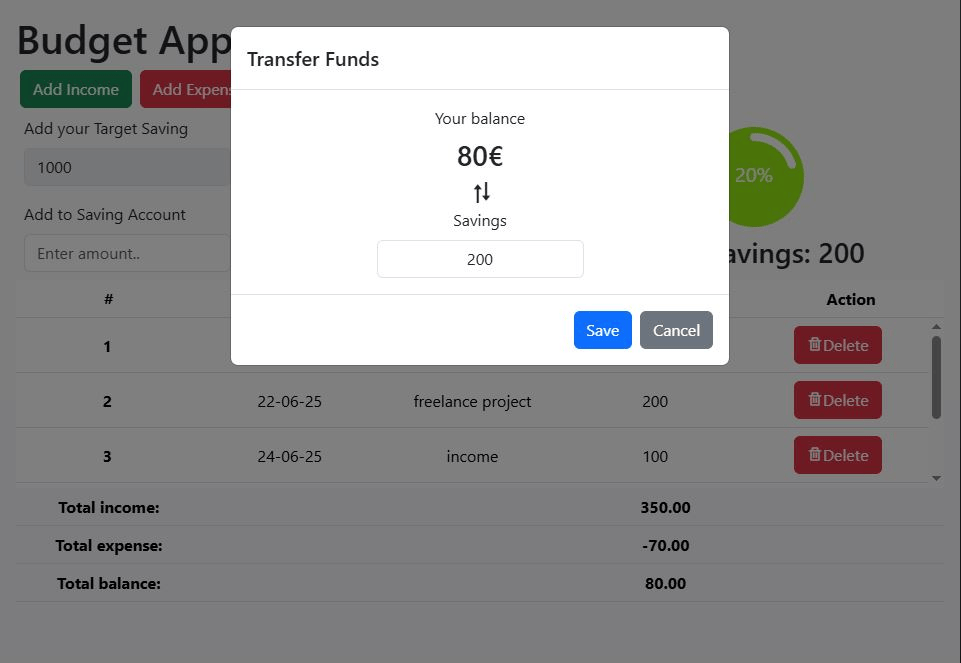 Budget App
Transfer Funds
Add Income
Add Expen
Your balance
80€
Savings
200
Save
Cancel
Add your Target Saving
1000
Add to Saving Account
Enter amount..
20%
avings: 200
# Action
1 Delete
2 22-06-25 freelance project 200 Delete
3 24-06-25 income 100 Delete
Total income: 350.00
Total expense: -70.00
Total balance: 80.00